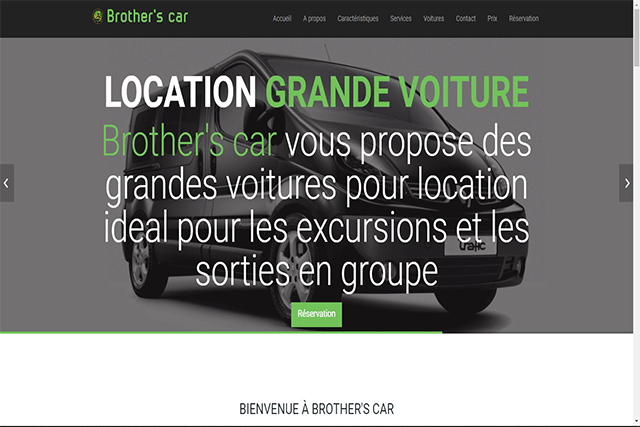 Brother's car
Accueil A propos Caractéristiques Services Voitures Contact Prix Réservation
LOCATION GRANDE VOITURE
Brother's car vous propose des
grandes voitures pour location
ideal pour les excursions et les
sorties en groupe
trafic
Réservation
BIENVENUE À BROTHER'S CAR